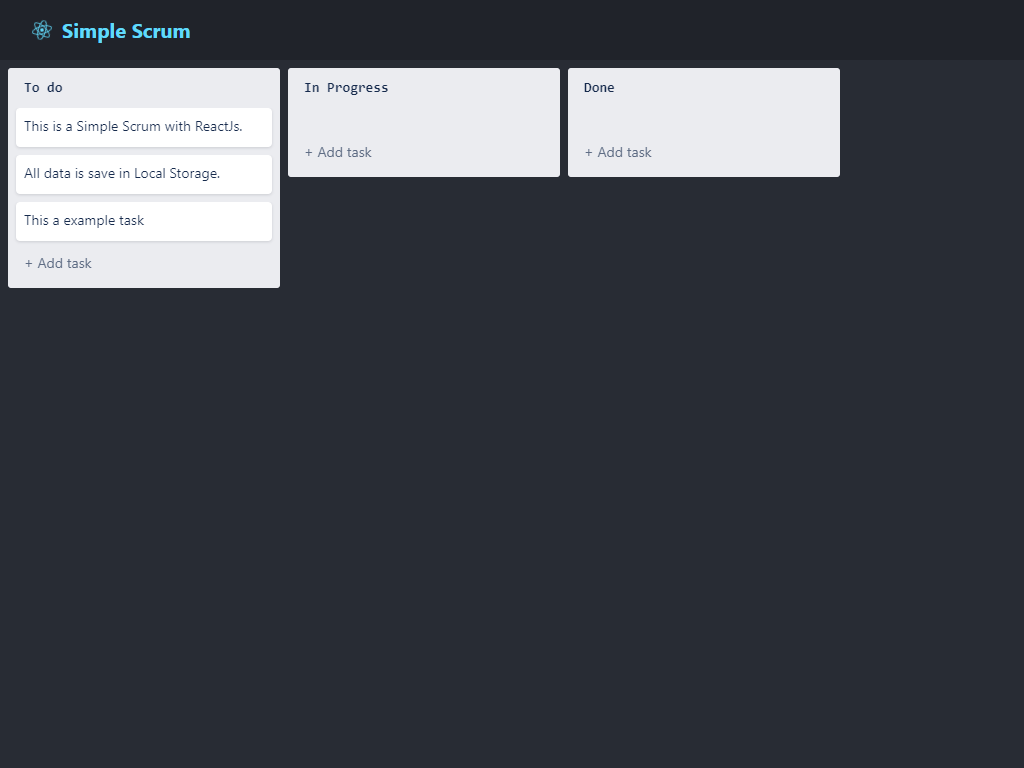 Simple Scrum
To do
This is a Simple Scrum with ReactJs.
All data is save in Local Storage.
This a example task
+ Add task
In Progress
+ Add task
Done
+ Add task